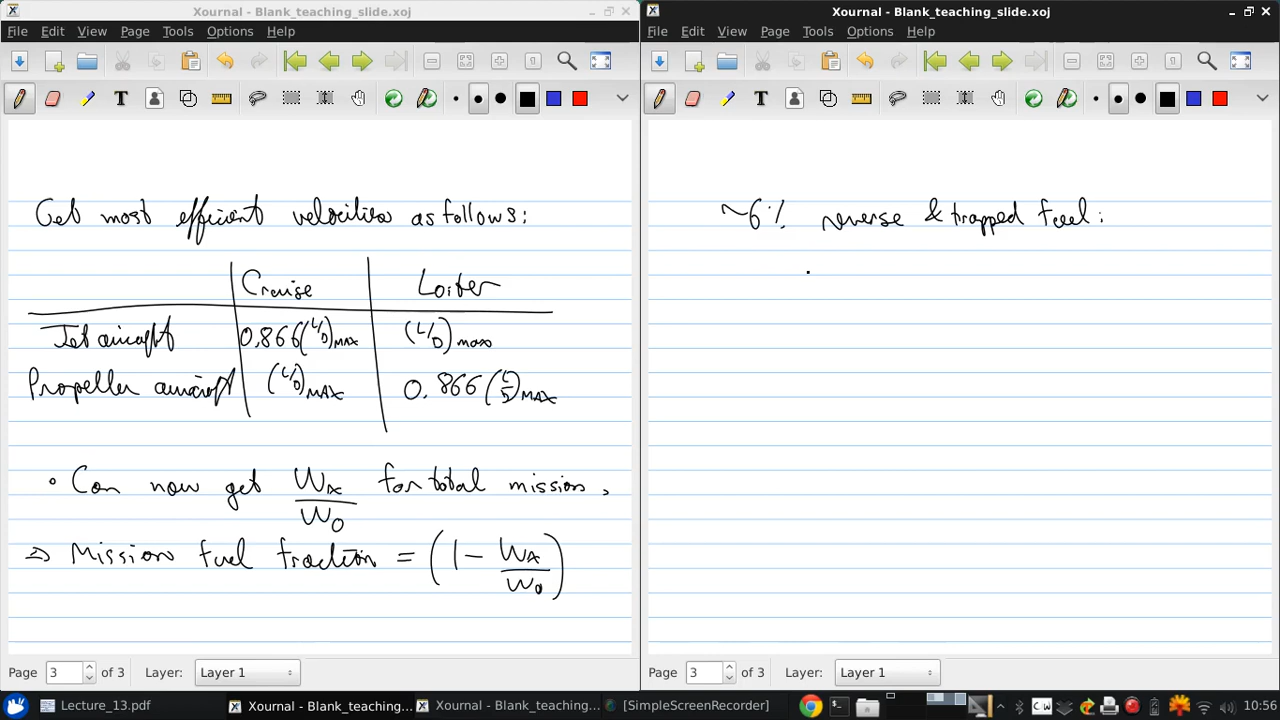 Xournal - Blank_teaching_slide.xoj
File Edit View Page Tools Options Help
Get most efficient velocities as follows:
Cruise Loiter
Jet aircraft 0.866(L/D)MAX (L/D)max
Propeller aircraft (L/D)MAX 0.866(L/D)MAX
• Can now get Wx/W0 for total mission,
⇒ Mission fuel fraction = (1 - Wx/W0)
Page 3 of 3 Layer: Layer 1
Xournal - Blank_teaching_slide.xoj
File Edit View Page Tools Options Help
~6% reverse & trapped fuel:
Page 3 of 3 Layer: Layer 1
Lecture_13.pdf Xournal - Blank_teaching_... Xournal - Blank_teaching_... [SimpleScreenRecorder] 10:56